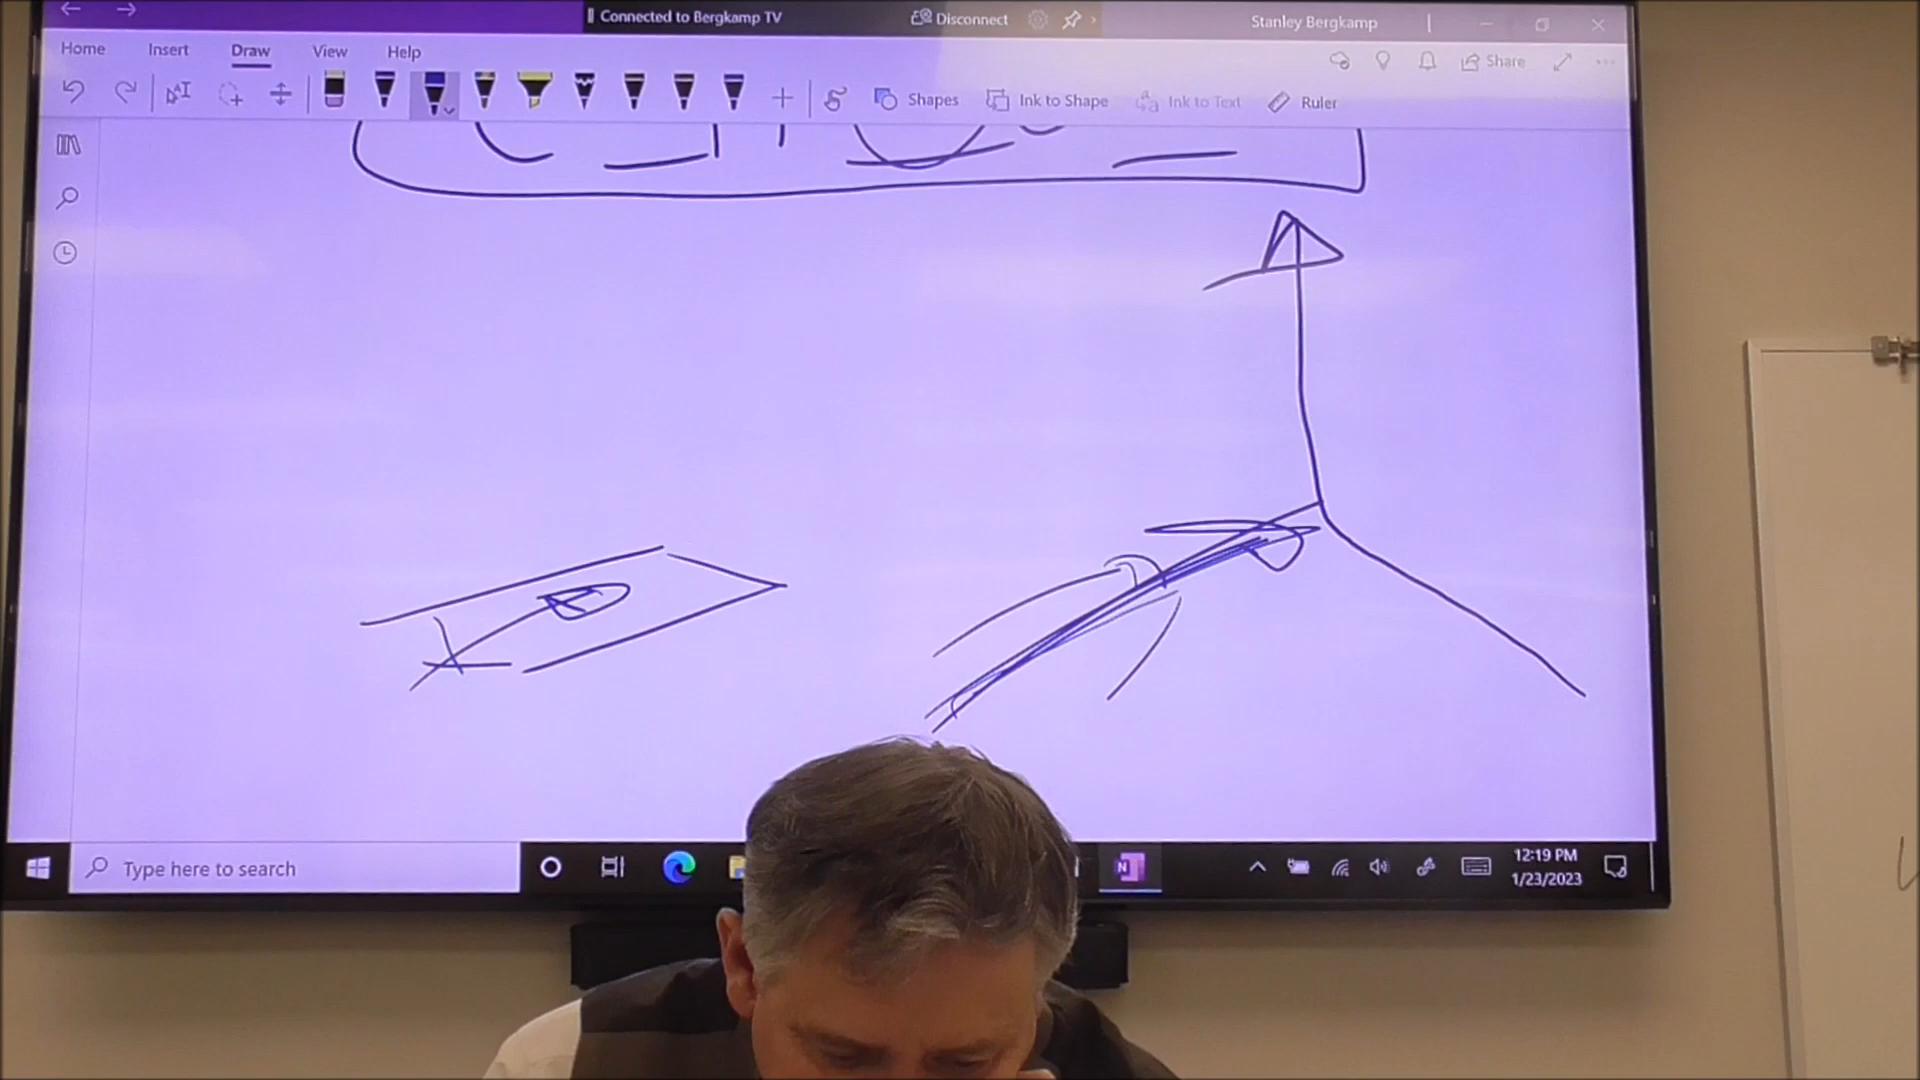 Connected to Bergkamp TV
Disconnect
Stanley Bergkamp
Home Insert Draw View Help
Share
Shapes Ink to Shape Ink to Text Ruler
Type here to search
N
12:19 PM
1/23/2023